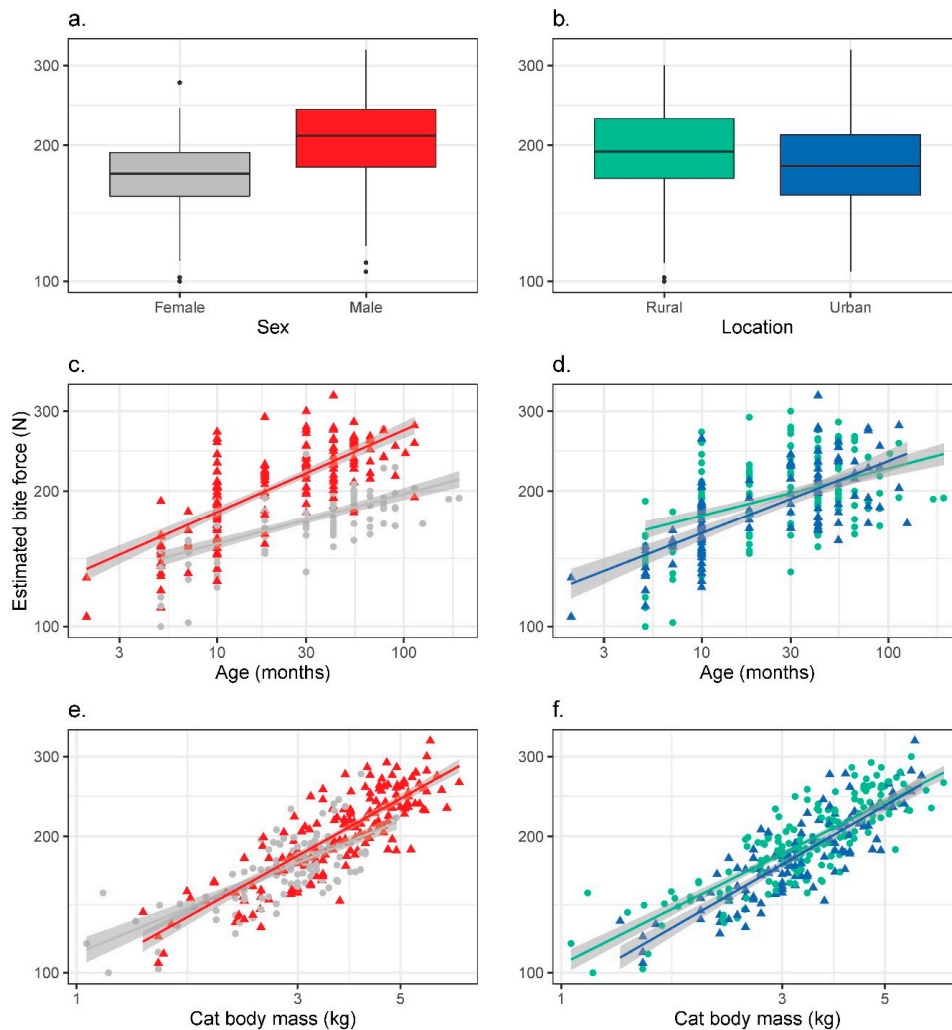 a.
b.
300
200
100
Female
Male
Sex
300
200
100
Rural
Urban
Location
c.
d.
Estimated bite force (N)
300
200
100
3
10
30
100
Age (months)
300
200
100
3
10
30
100
Age (months)
e.
f.
300
200
100
1
3
5
Cat body mass (kg)
300
200
100
1
3
5
Cat body mass (kg)